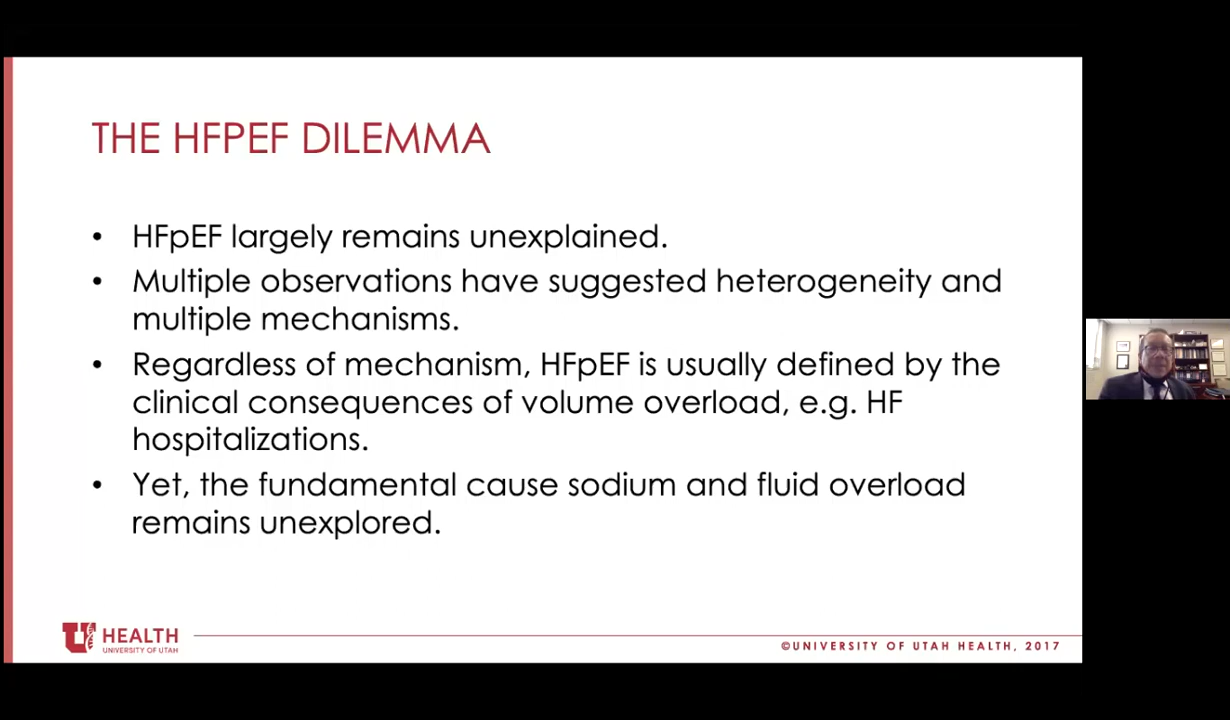 THE HFPEF DILEMMA
• HFpEF largely remains unexplained.
• Multiple observations have suggested heterogeneity and
multiple mechanisms.
• Regardless of mechanism, HFpEF is usually defined by the
clinical consequences of volume overload, e.g. HF
hospitalizations.
• Yet, the fundamental cause sodium and fluid overload
remains unexplored.
U HEALTH
UNIVERSITY OF UTAH
©UNIVERSITY OF UTAH HEALTH, 2017